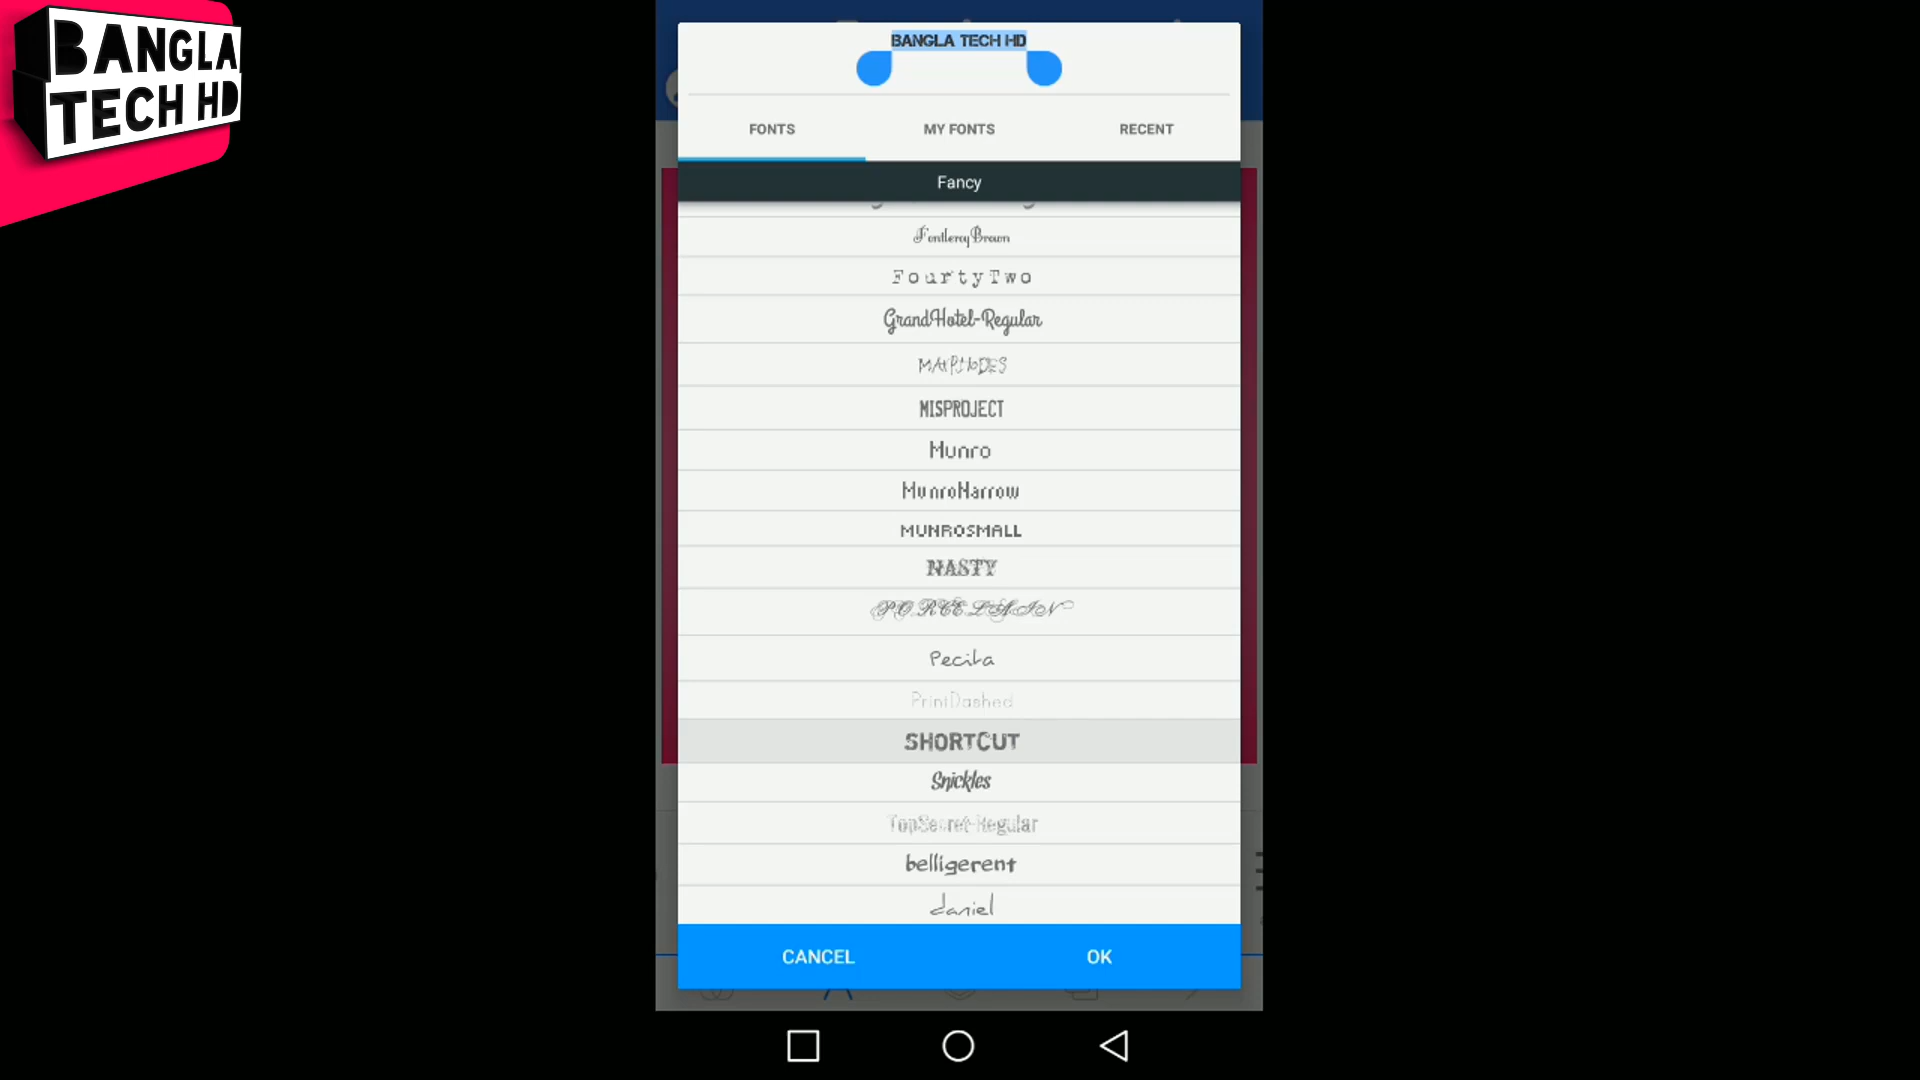 BANGLA
TECH HD
BANGLA TECH HD
FONTS
MY FONTS
RECENT
Fancy
FontleroyBrown
FourtyTwo
GrandHotel-Regular
MISPROJECT
Munro
MunroNarrow
MUNROSMALL
NASTY
PORCELAIN
Pecita
PrintDashed
SHORTCUT
Snickles
TopSecret-Regular
belligerent
daniel
CANCEL
OK